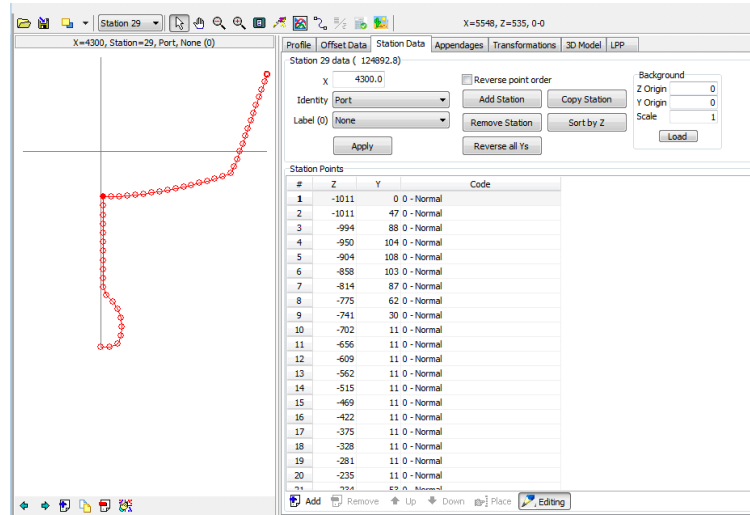 Station 29
X=5548, Z=535, 0-0
X=4300, Station=29, Port, None (0)
Profile Offset Data Station Data Appendages Transformations 3D Model LPP
Station 29 data ( 124892.8)
X 4300.0
Reverse point order
Background
Z Origin 0
Identity Port
Add Station Copy Station
Y Origin 0
Label (0) None
Remove Station Sort by Z
Scale 1
Load
Apply
Reverse all Ys
Station Points
# Z Y Code
1 -1011 0 0 - Normal
2 -1011 47 0 - Normal
3 -994 88 0 - Normal
4 -950 104 0 - Normal
5 -904 108 0 - Normal
6 -858 103 0 - Normal
7 -814 87 0 - Normal
8 -775 62 0 - Normal
9 -741 30 0 - Normal
10 -702 11 0 - Normal
11 -656 11 0 - Normal
12 -609 11 0 - Normal
13 -562 11 0 - Normal
14 -515 11 0 - Normal
15 -469 11 0 - Normal
16 -422 11 0 - Normal
17 -375 11 0 - Normal
18 -328 11 0 - Normal
19 -281 11 0 - Normal
20 -235 11 0 - Normal
Add Remove Up Down Place Editing